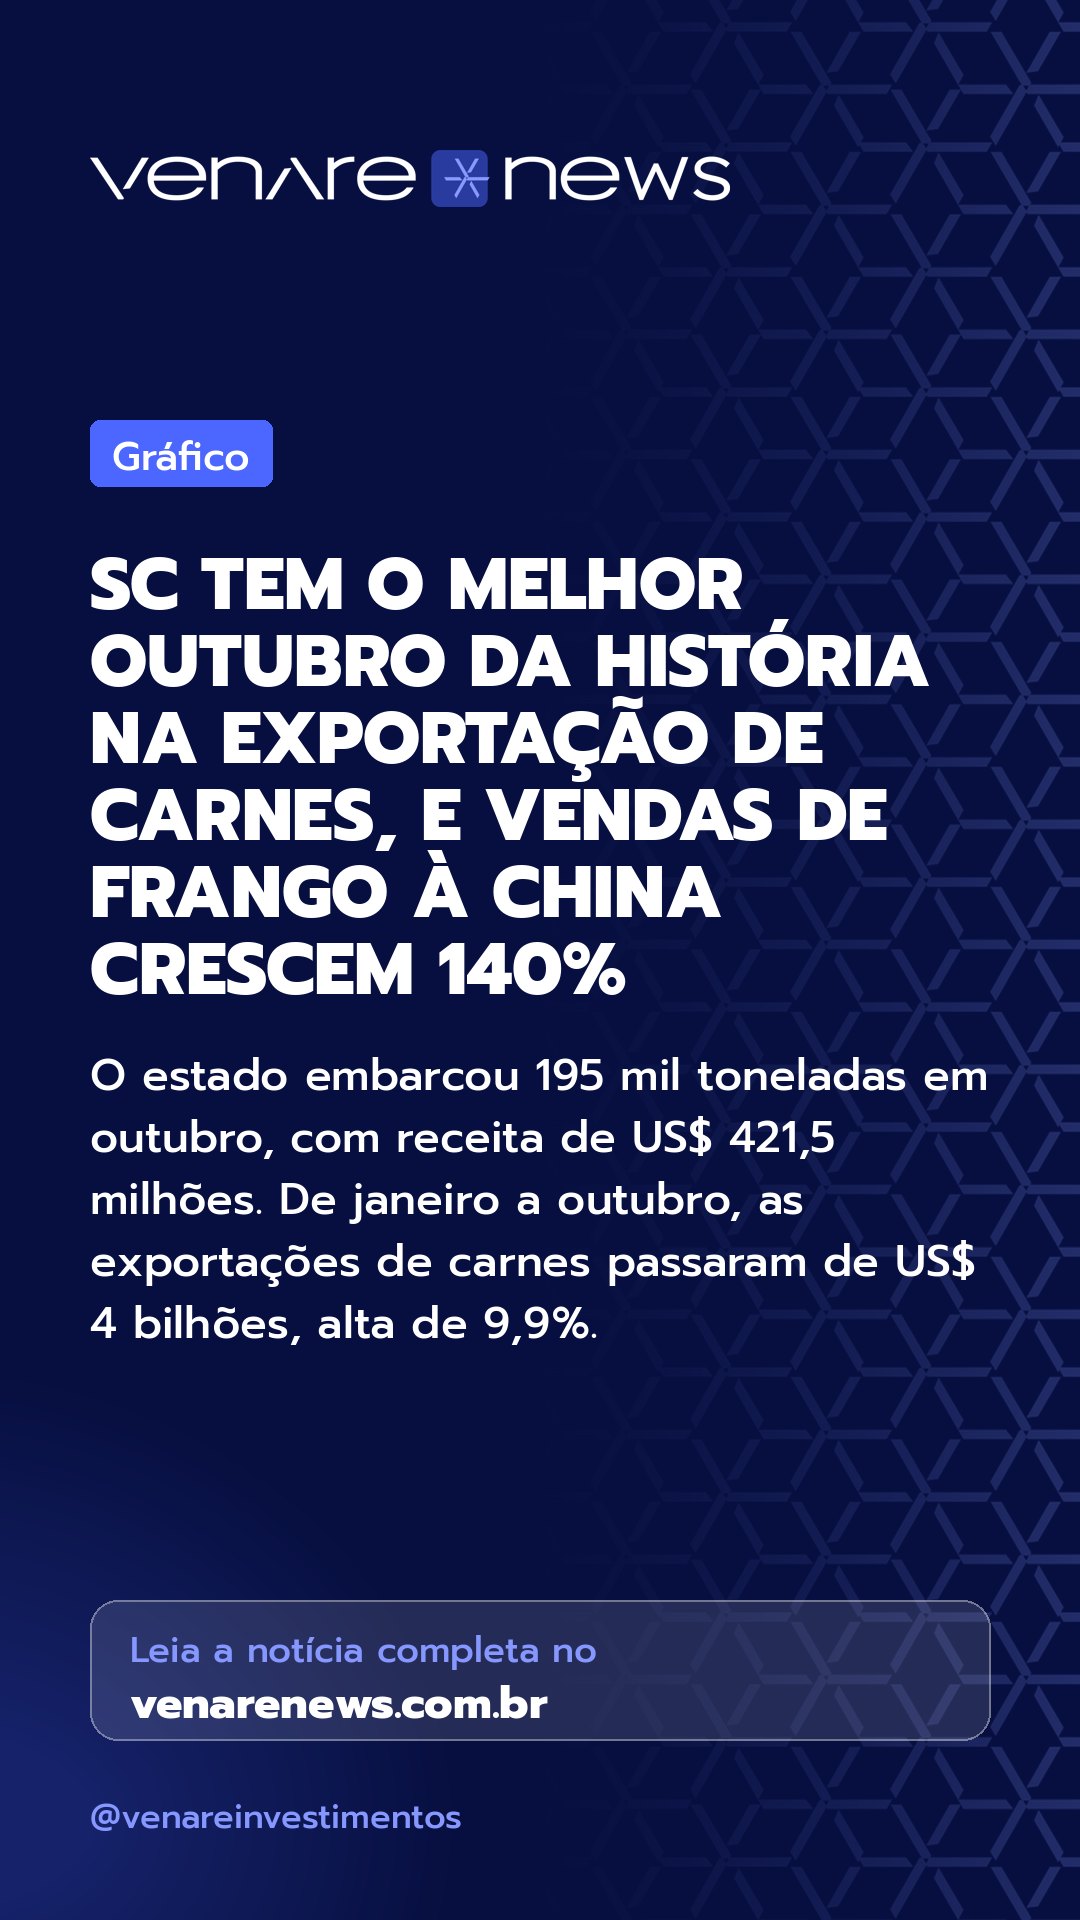 venare news
Gráfico
SC TEM O MELHOR
OUTUBRO DA HISTÓRIA
NA EXPORTAÇÃO DE
CARNES, E VENDAS DE
FRANGO À CHINA
CRESCEM 140%
O estado embarcou 195 mil toneladas em
outubro, com receita de US$ 421,5
milhões. De janeiro a outubro, as
exportações de carnes passaram de US$
4 bilhões, alta de 9,9%.
Leia a notícia completa no
venarenews.com.br
@venareinvestimentos